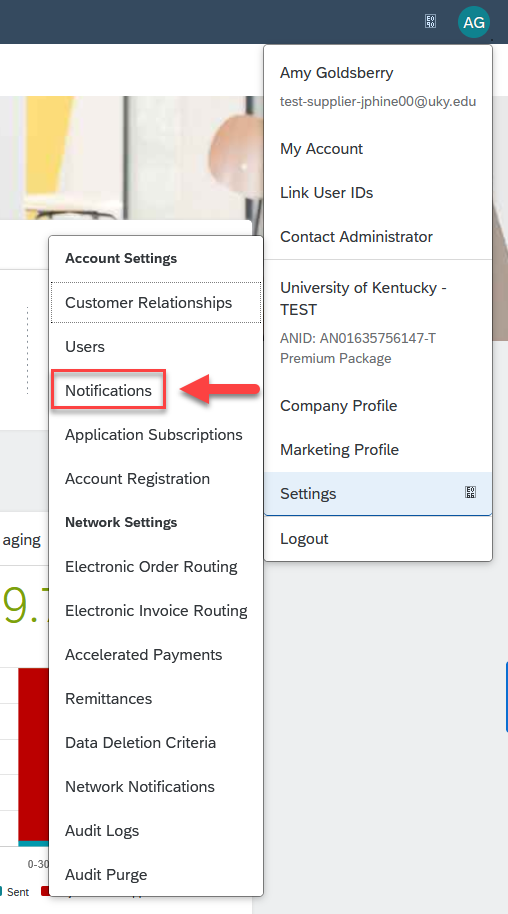 AG
Amy Goldsberry
test-supplier-jphine00@uky.edu
My Account
Link User IDs
Contact Administrator
University of Kentucky -
TEST
ANID: AN01635756147-T
Premium Package
Company Profile
Marketing Profile
Settings
Logout
Account Settings
Customer Relationships
Users
Notifications
Application Subscriptions
Account Registration
Network Settings
Electronic Order Routing
Electronic Invoice Routing
Accelerated Payments
Remittances
Data Deletion Criteria
Network Notifications
Audit Logs
Audit Purge
aging
9.
0-30
Sent